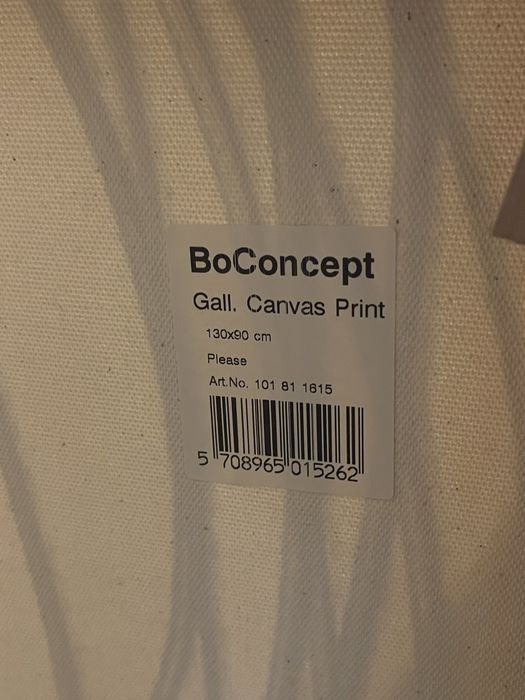 BoConcept
Gall. Canvas Print
130x90 cm
Please
Art.No. 101 81 1615
5 708965 015262